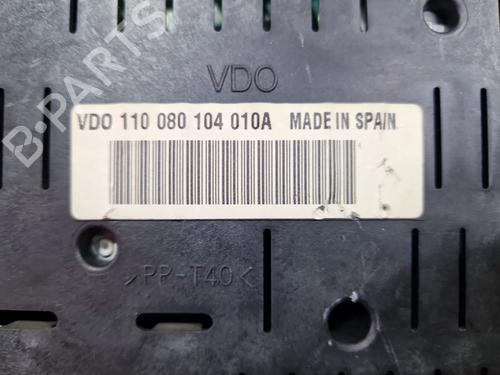 B-PARTS
VDO
VDO 110 080 104 010A MADE IN SPAIN
>PP-T40<